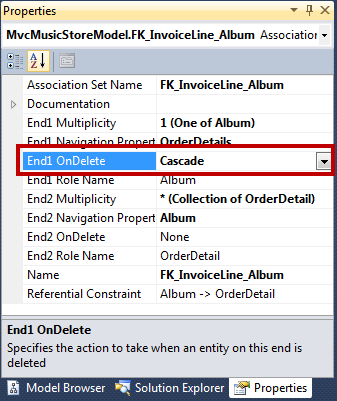 Properties
MvcMusicStoreModel.FK_InvoiceLine_Album Association
Association Set Name FK_InvoiceLine_Album
Documentation
End1 Multiplicity 1 (One of Album)
End1 Navigation Propert OrderDetails
End1 OnDelete Cascade
End1 Role Name Album
End2 Multiplicity * (Collection of OrderDetail)
End2 Navigation Propert Album
End2 OnDelete None
End2 Role Name OrderDetail
Name FK_InvoiceLine_Album
Referential Constraint Album -> OrderDetail
End1 OnDelete
Specifies the action to take when an entity on this end is
deleted
Model Browser Solution Explorer Properties